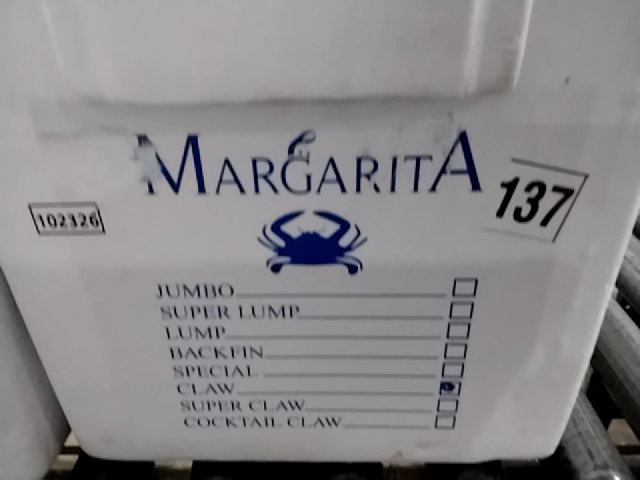 MARGARITA
137
102326
JUMBO
SUPER LUMP
LUMP
BACKFIN
SPECIAL
CLAW
SUPER CLAW
COCKTAIL CLAW